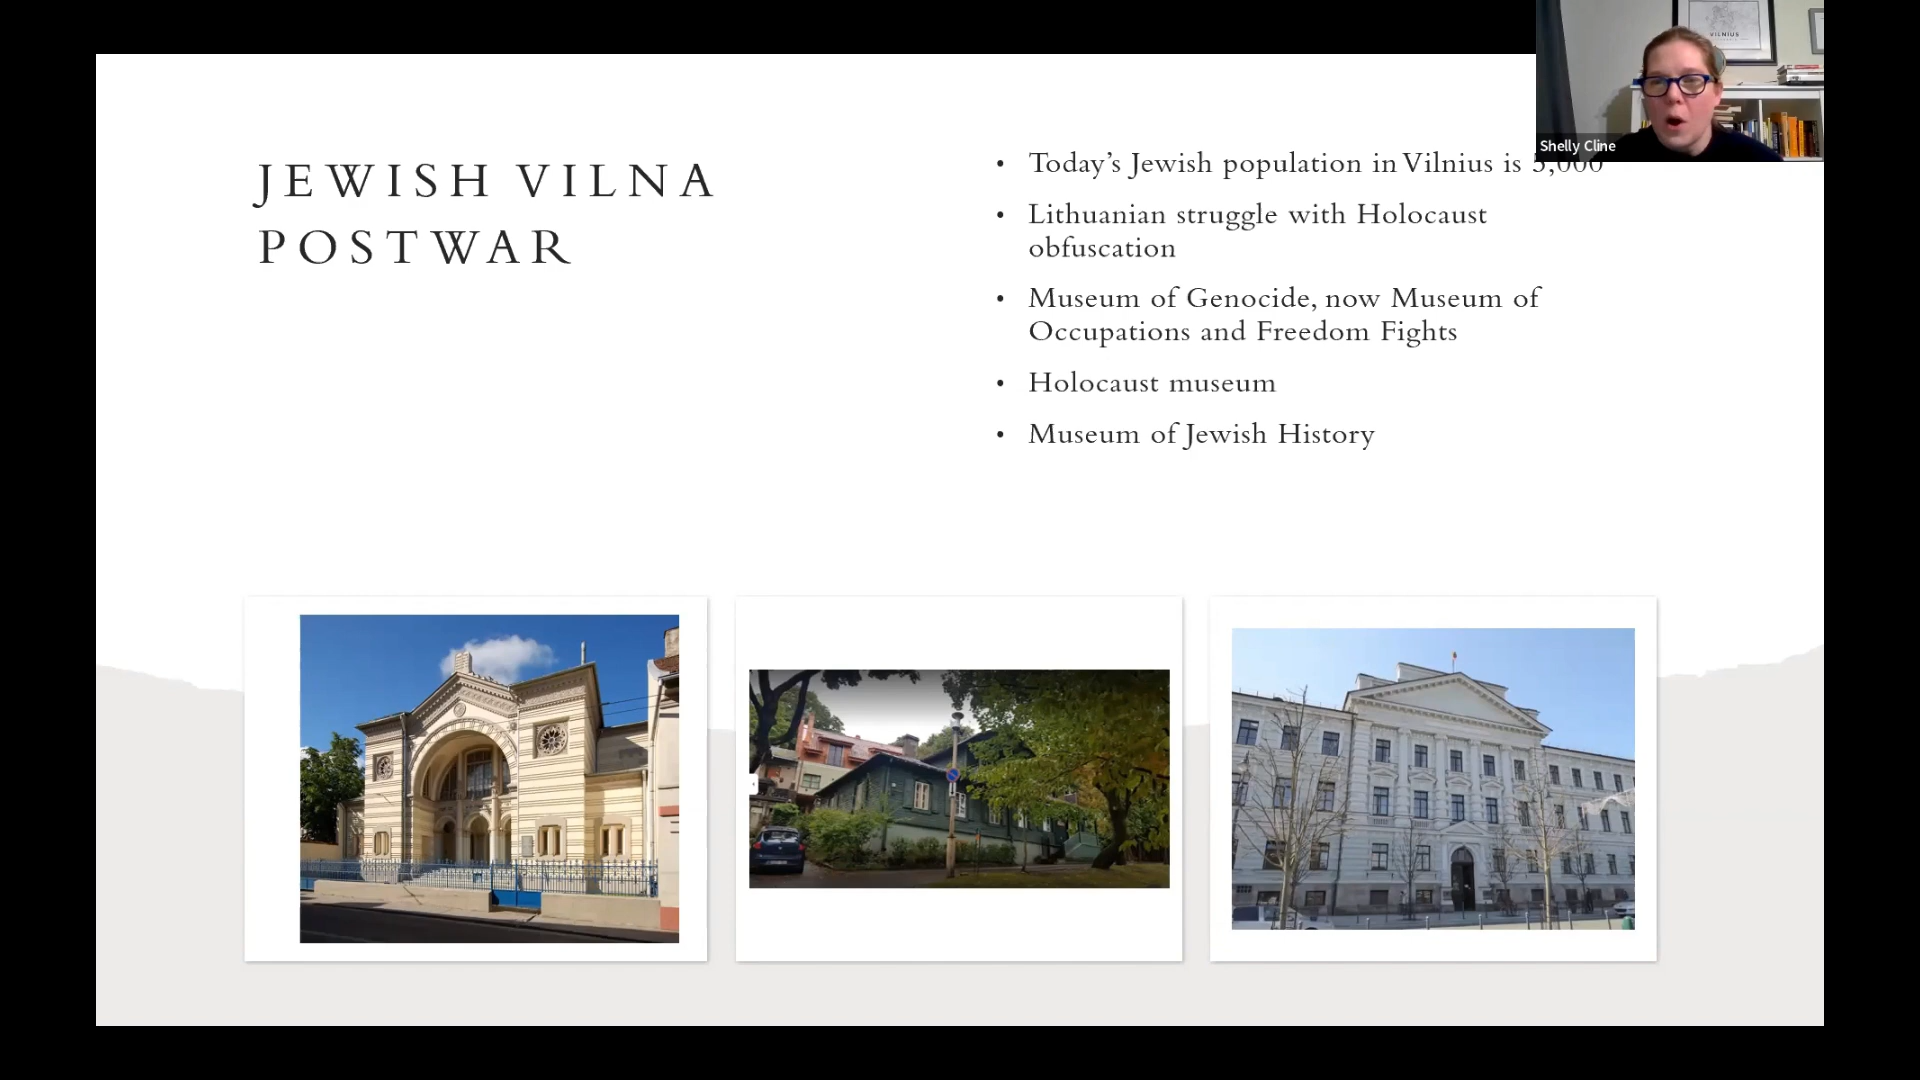 VILNIUS
Shelly Cline
JEWISH VILNA
POSTWAR
• Today’s Jewish population in Vilnius is 5,000
• Lithuanian struggle with Holocaust
obfuscation
• Museum of Genocide, now Museum of
Occupations and Freedom Fights
• Holocaust museum
• Museum of Jewish History